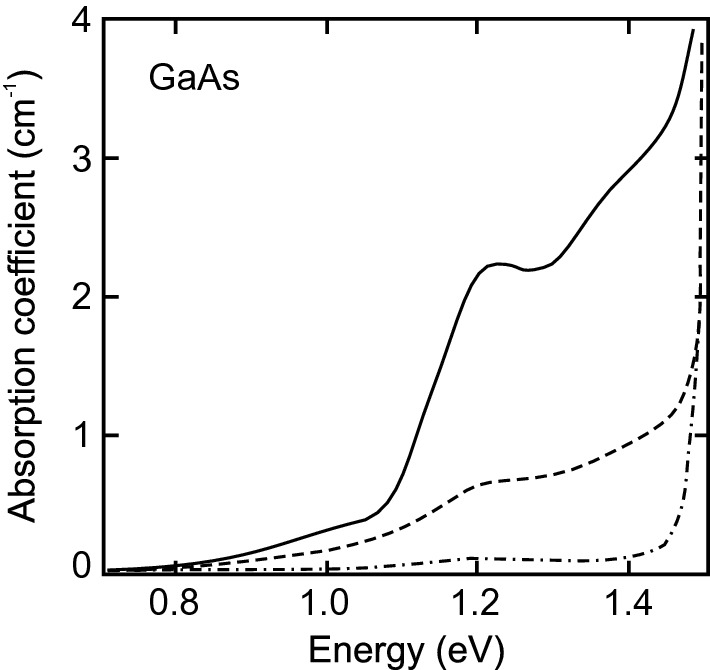 GaAs
Absorption coefficient (cm⁻¹)
4
3
2
1
0
0.8 1.0 1.2 1.4
Energy (eV)